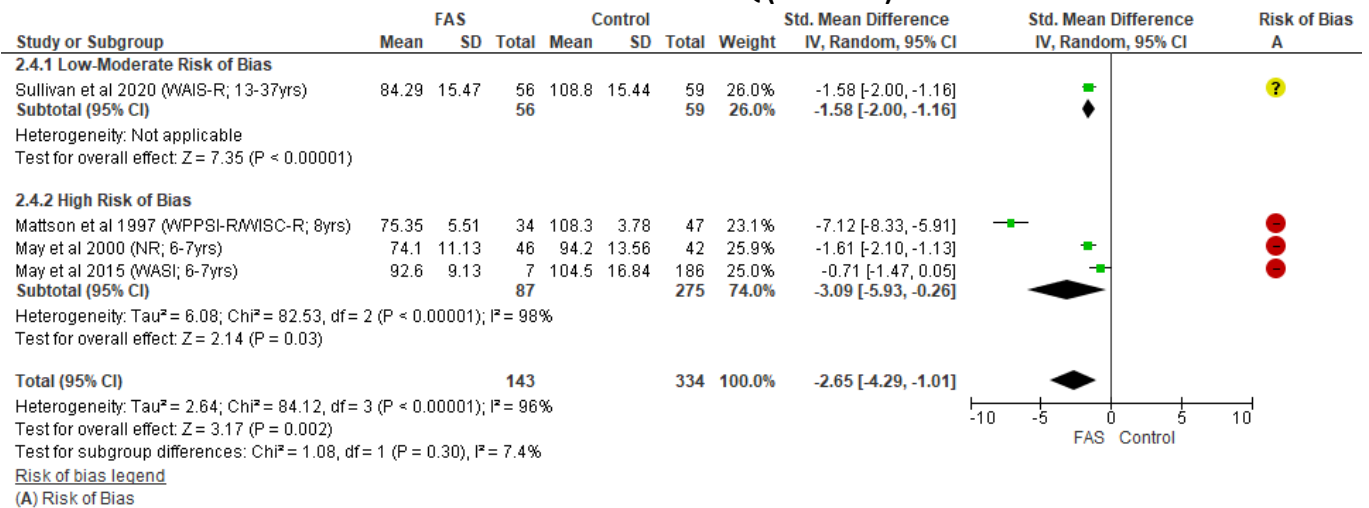 FAS Control Std. Mean Difference Std. Mean Difference Risk of Bias
Study or Subgroup Mean SD Total Mean SD Total Weight IV, Random, 95% CI IV, Random, 95% CI A
2.4.1 Low-Moderate Risk of Bias
Sullivan et al 2020 (WAIS-R; 13-37yrs) 84.29 15.47 56 108.8 15.44 59 26.0% -1.58 [-2.00, -1.16] ?
Subtotal (95% CI) 56 59 26.0% -1.58 [-2.00, -1.16]
Heterogeneity: Not applicable
Test for overall effect: Z = 7.35 (P < 0.00001)
2.4.2 High Risk of Bias
Mattson et al 1997 (WPPSI-R/WISC-R; 8yrs) 75.35 5.51 34 108.3 3.78 47 23.1% -7.12 [-8.33, -5.91]
May et al 2000 (NR; 6-7yrs) 74.1 11.13 46 94.2 13.56 42 25.9% -1.61 [-2.10, -1.13]
May et al 2015 (WASI; 6-7yrs) 92.6 9.13 7 104.5 16.84 186 25.0% -0.71 [-1.47, 0.05]
Subtotal (95% CI) 87 275 74.0% -3.09 [-5.93, -0.26]
Heterogeneity: Tau² = 6.08; Chi² = 82.53, df = 2 (P < 0.00001); I² = 98%
Test for overall effect: Z = 2.14 (P = 0.03)
Total (95% CI) 143 334 100.0% -2.65 [-4.29, -1.01]
Heterogeneity: Tau² = 2.64; Chi² = 84.12, df = 3 (P < 0.00001); I² = 96%
Test for overall effect: Z = 3.17 (P = 0.002)
Test for subgroup differences: Chi² = 1.08, df = 1 (P = 0.30), I² = 7.4%
-10 -5 0 5 10
FAS Control
Risk of bias legend
(A) Risk of Bias